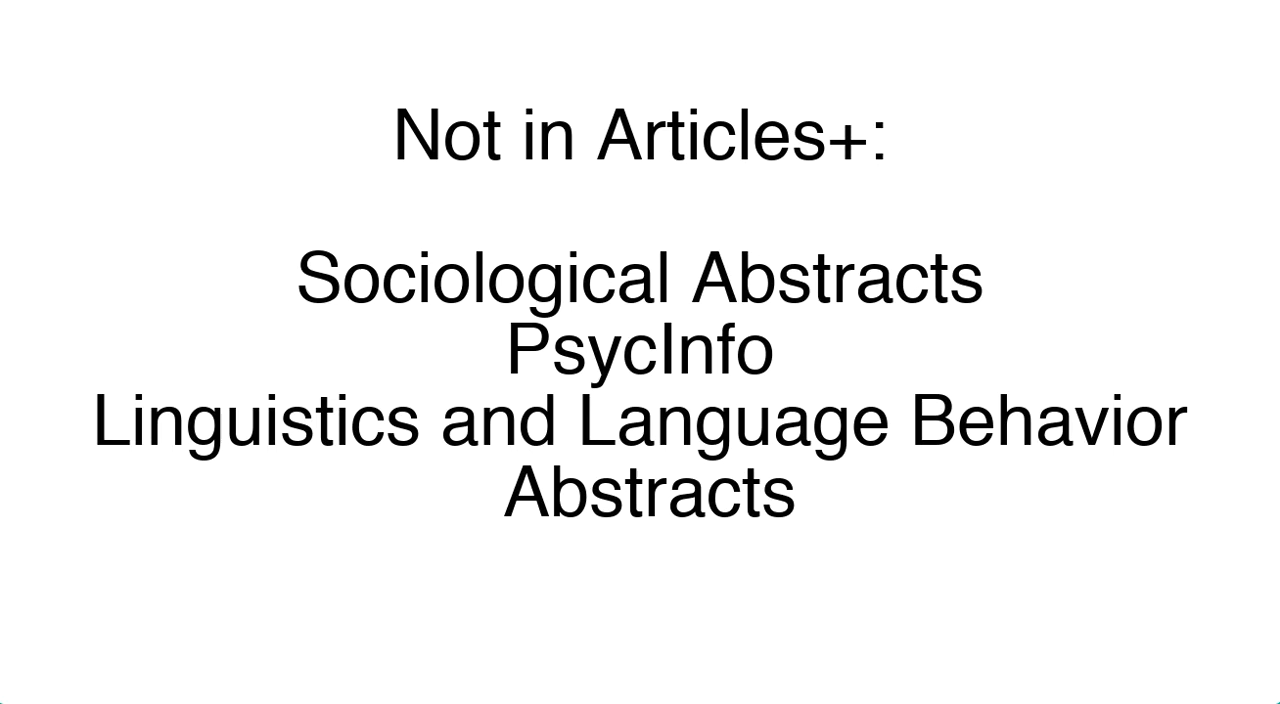 Not in Articles+:
Sociological Abstracts
PsycInfo
Linguistics and Language Behavior
Abstracts